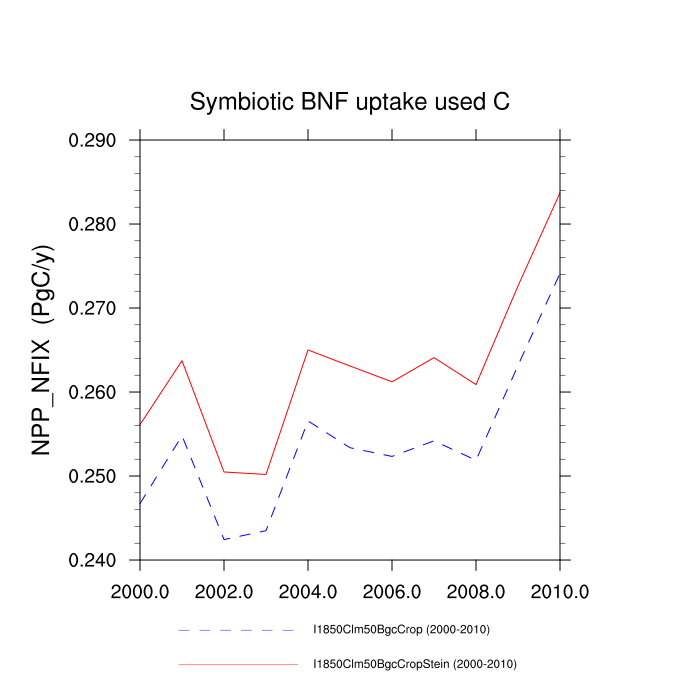 Symbiotic BNF uptake used C
NPP_NFIX (PgC/y)
0.290
0.280
0.270
0.260
0.250
0.240
2000.0 2002.0 2004.0 2006.0 2008.0 2010.0
I1850Clm50BgcCrop (2000-2010)
I1850Clm50BgcCropStein (2000-2010)